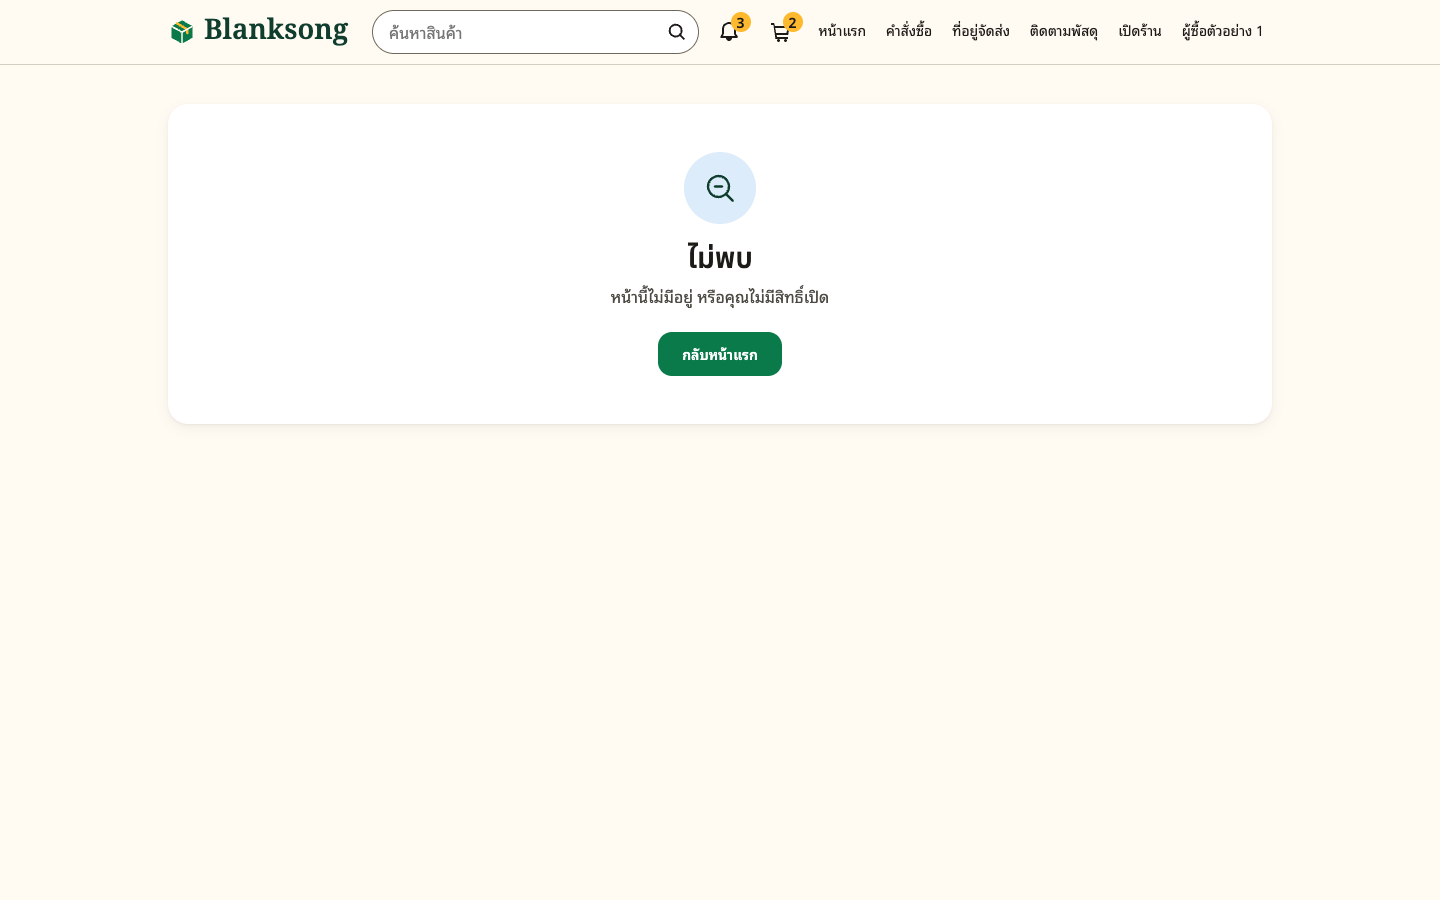 Blanksong
ค้นหาสินค้า
3
2
หน้าแรก
คำสั่งซื้อ
ที่อยู่จัดส่ง
ติดตามพัสดุ
เปิดร้าน
ผู้ซื้อตัวอย่าง 1
ไม่พบ
หน้านี้ไม่มีอยู่ หรือคุณไม่มีสิทธิ์เปิด
กลับหน้าแรก